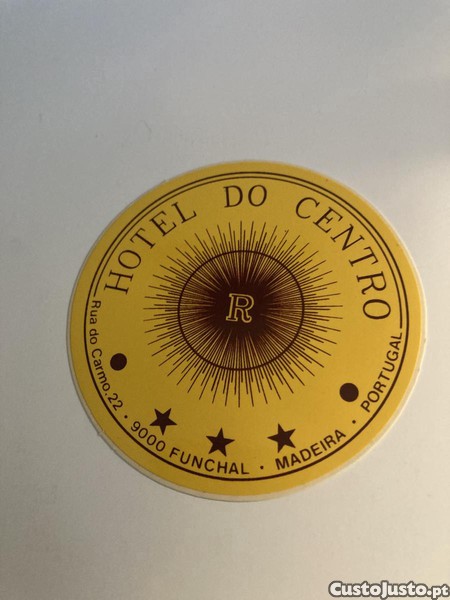 HOTEL DO CENTRO
R
Rua do Carmo.22 · 9000 FUNCHAL · MADEIRA · PORTUGAL
CustoJusto.pt